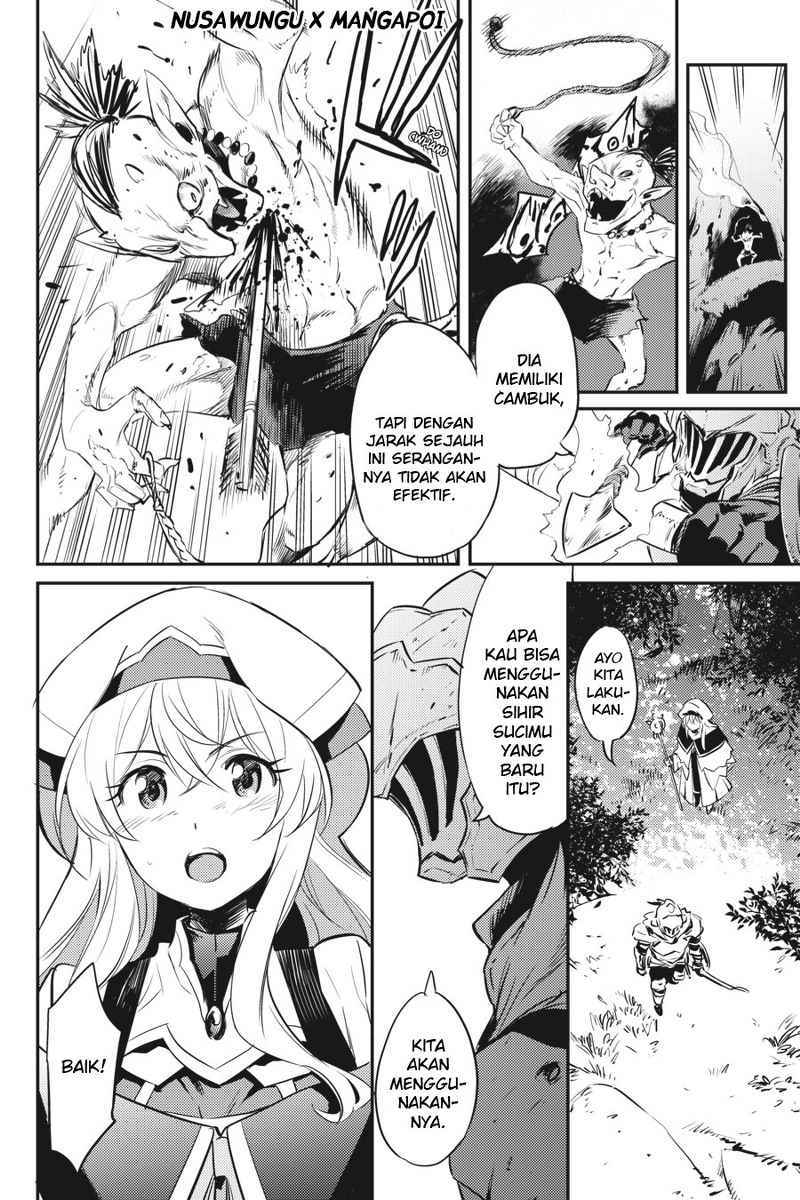 NUSAWUNGU X MANGAPOI
DIA
MEMILIKI
CAMBUK,
TAPI DENGAN
JARAK SEJAUH
INI SERANGAN-
NYA TIDAK AKAN
EFEKTIF.
AYO
KITA
LAKU-
KAN.
APA
KAU BISA
MENGGU-
NAKAN
SIHIR
SUCIMU
YANG
BARU
ITU?
KITA
AKAN
MENGGU-
NAKAN-
NYA.
BAIK!